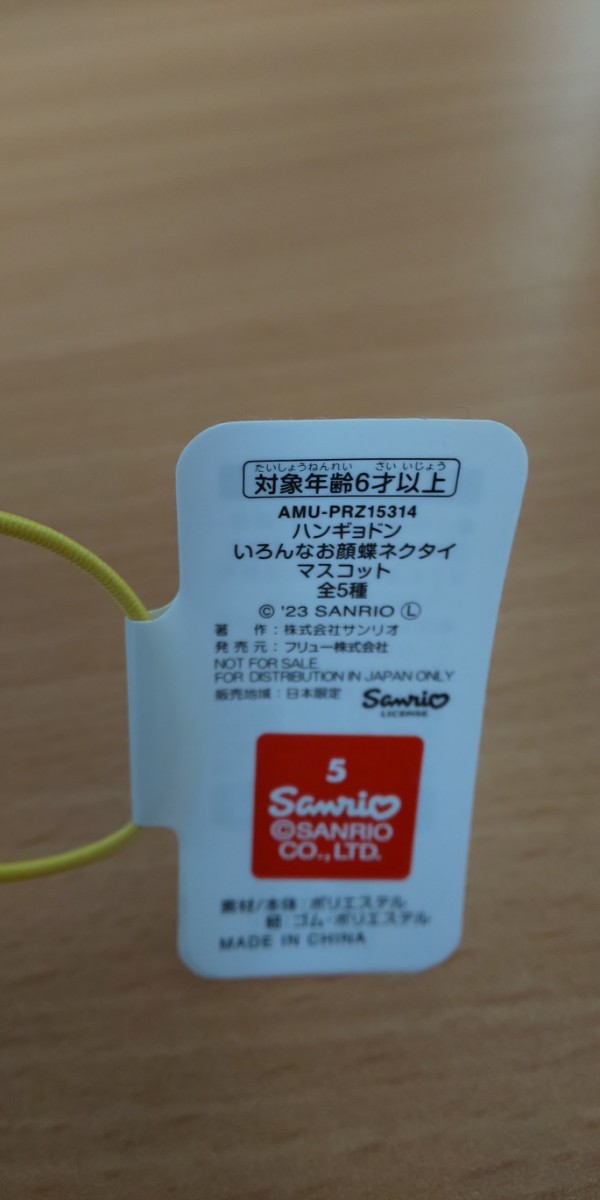 たいしょうねんれい さい いじょう
対象年齢6才以上
AMU-PRZ15314
ハンギョドン
いろんなお顔蝶ネクタイ
マスコット
全5種
© '23 SANRIO Ⓛ
著 作：株式会社サンリオ
発 売 元：フリュー株式会社
NOT FOR SALE
FOR DISTRIBUTION IN JAPAN ONLY
販売地域：日本限定
Sanrio
LICENSE
5
Sanrio
©SANRIO
CO., LTD.
素材/本体：ポリエステル
紐：ゴム・ポリエステル
MADE IN CHINA